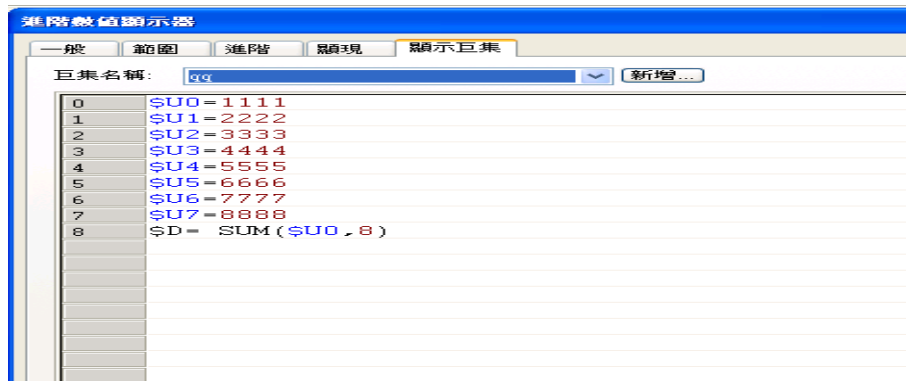 進階數值顯示器
一般 範圍 進階 顯現 顯示巨集
巨集名稱: qq 新增...
0 $U0=1111
1 $U1=2222
2 $U2=3333
3 $U3=4444
4 $U4=5555
5 $U5=6666
6 $U6=7777
7 $U7=8888
8 $D= SUM($U0,8)